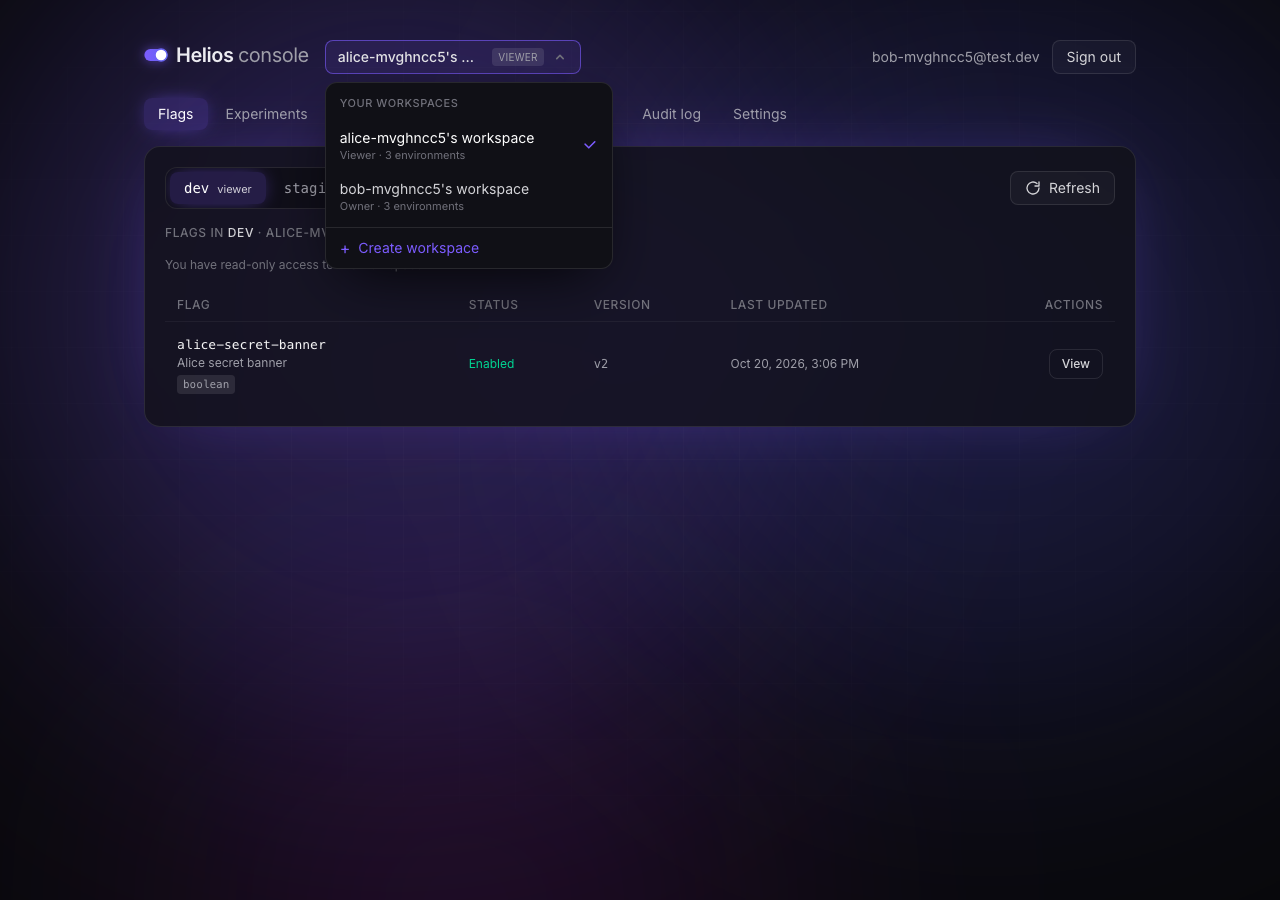 Helios console
alice-mvghncc5's ...
VIEWER
bob-mvghncc5@test.dev
Sign out
Flags
Experiments
Audit log
Settings
YOUR WORKSPACES
alice-mvghncc5's workspace
Viewer · 3 environments
bob-mvghncc5's workspace
Owner · 3 environments
+ Create workspace
dev viewer
Refresh
FLAGS IN DEV
You have read-only access
FLAG
STATUS
VERSION
LAST UPDATED
ACTIONS
alice-secret-banner
Alice secret banner
boolean
Enabled
v2
Oct 20, 2026, 3:06 PM
View